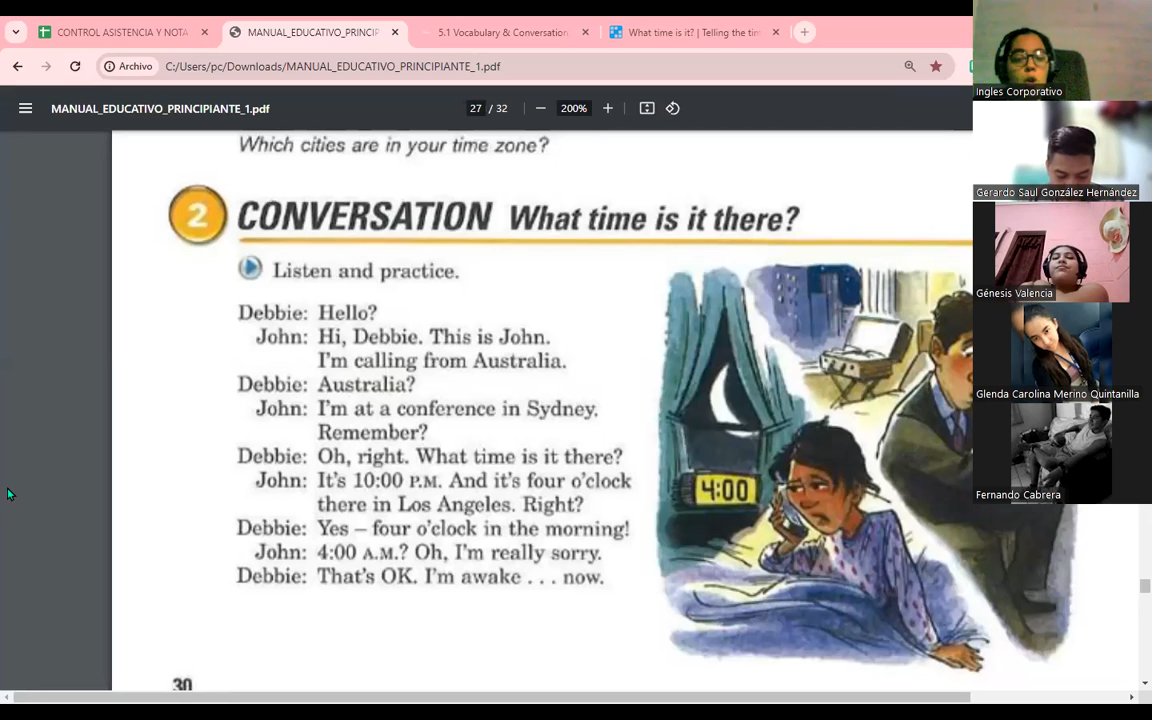 CONTROL ASISTENCIA Y NOTA
MANUAL_EDUCATIVO_PRINCIP
5.1 Vocabulary & Conversation
What time is it? | Telling the tim
Archivo
C:/Users/pc/Downloads/MANUAL_EDUCATIVO_PRINCIPIANTE_1.pdf
MANUAL_EDUCATIVO_PRINCIPIANTE_1.pdf
27 / 32
200%
Which cities are in your time zone?
2 CONVERSATION What time is it there?
Listen and practice.
Debbie: Hello?
John: Hi, Debbie. This is John.
I'm calling from Australia.
Debbie: Australia?
John: I'm at a conference in Sydney.
Remember?
Debbie: Oh, right. What time is it there?
John: It's 10:00 P.M. And it's four o'clock
there in Los Angeles. Right?
Debbie: Yes – four o'clock in the morning!
John: 4:00 A.M.? Oh, I'm really sorry.
Debbie: That's OK. I'm awake . . . now.
4:00
30
Ingles Corporativo
Gerardo Saul González Hernández
Génesis Valencia
Glenda Carolina Merino Quintanilla
Fernando Cabrera